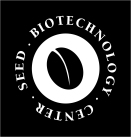 SEED · BIOTECHNOLOGY · CENTER ·